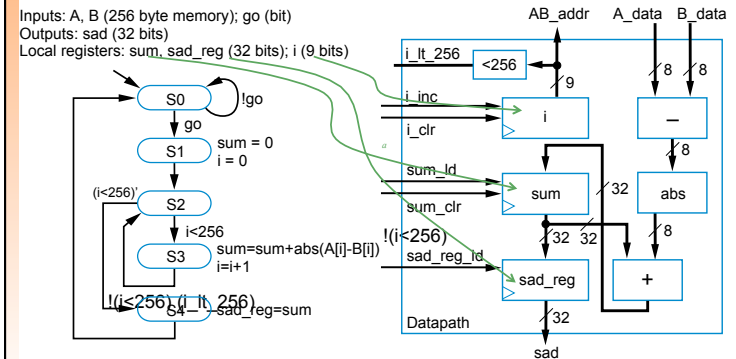 Inputs: A, B (256 byte memory); go (bit)
Outputs: sad (32 bits)
Local registers: sum, sad_reg (32 bits); i (9 bits)
S0
!go
go
S1
sum = 0
i = 0
(i<256)'
S2
i<256
S3
sum=sum+abs(A[i]-B[i])
i=i+1
!(i<256)
!(i<256) (i_lt_256)
S4
sad_reg=sum
AB_addr
A_data
B_data
i_lt_256
<256
9
8
8
i_inc
i
–
i_clr
8
a
sum_ld
sum
32
abs
sum_clr
32
32
8
sad_reg_ld
sad_reg
+
Datapath
32
sad